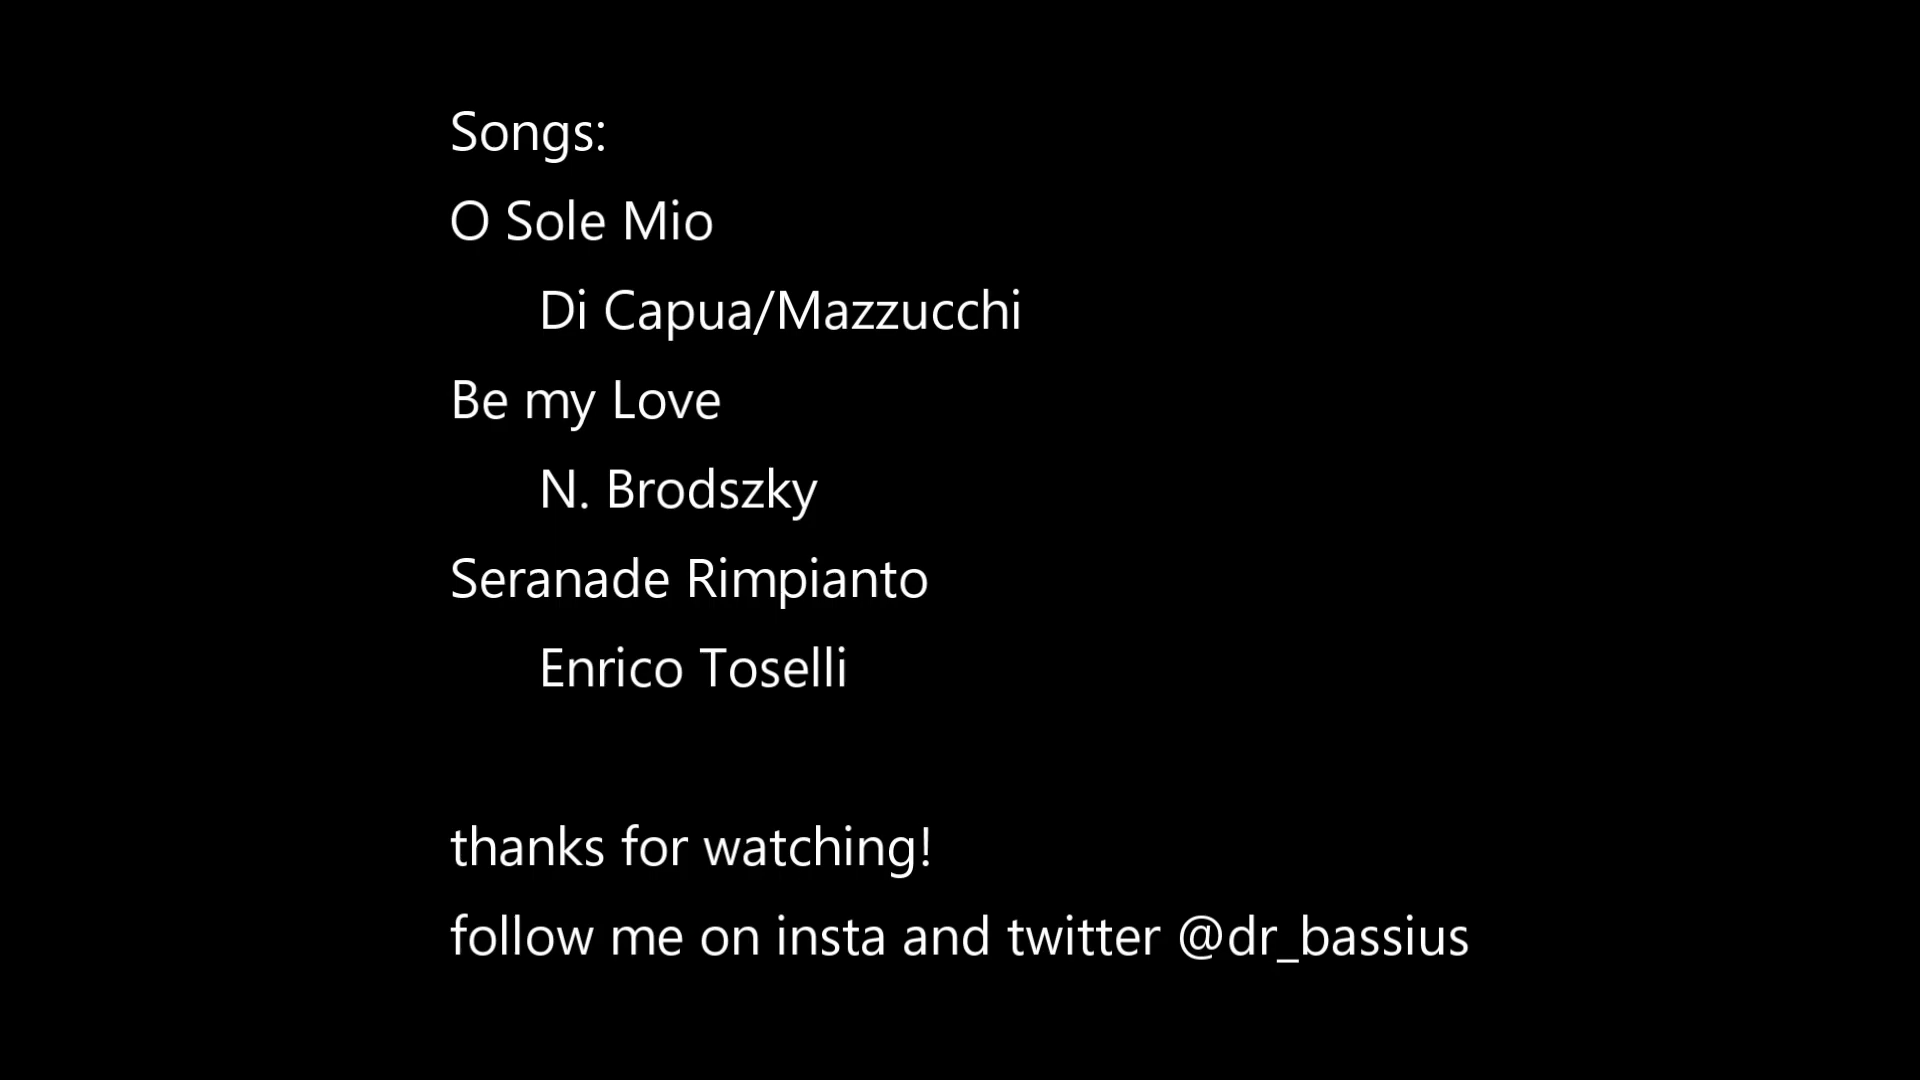 Songs:
O Sole Mio
Di Capua/Mazzucchi
Be my Love
N. Brodszky
Seranade Rimpianto
Enrico Toselli
thanks for watching!
follow me on insta and twitter @dr_bassius